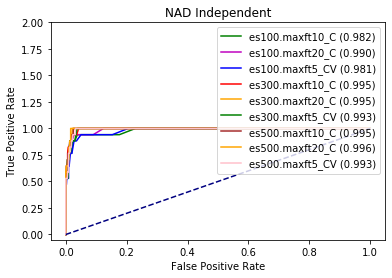 NAD Independent
2.00
1.75
1.50
1.25
1.00
0.75
0.50
0.25
0.00
True Positive Rate
es100.maxft10_C (0.982)
es100.maxft20_C (0.990)
es100.maxft5_CV (0.981)
es300.maxft10_C (0.995)
es300.maxft20_C (0.995)
es300.maxft5_CV (0.993)
es500.maxft10_C (0.995)
es500.maxft20_C (0.996)
es500.maxft5_CV (0.993)
0.0 0.2 0.4 0.6 0.8 1.0
False Positive Rate